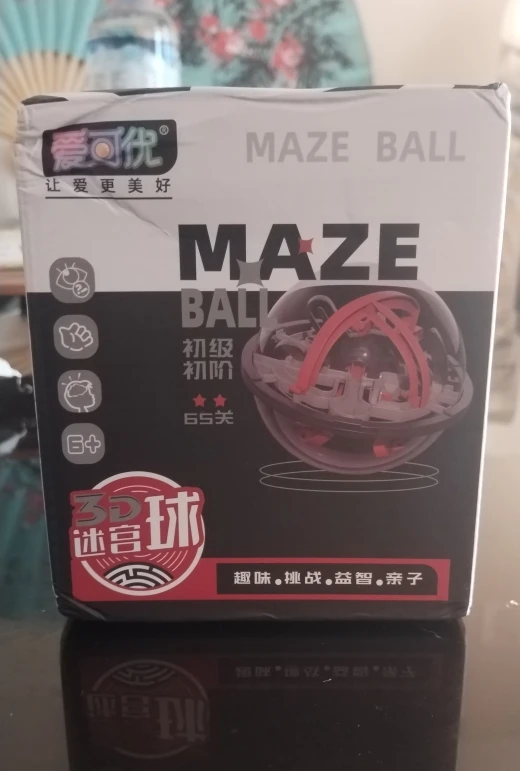 爱可优®
让爱更美好
MAZE BALL
MAZE
BALL
初级
初阶
65关
6+
3D
迷宫球
趣味.挑战.益智.亲子